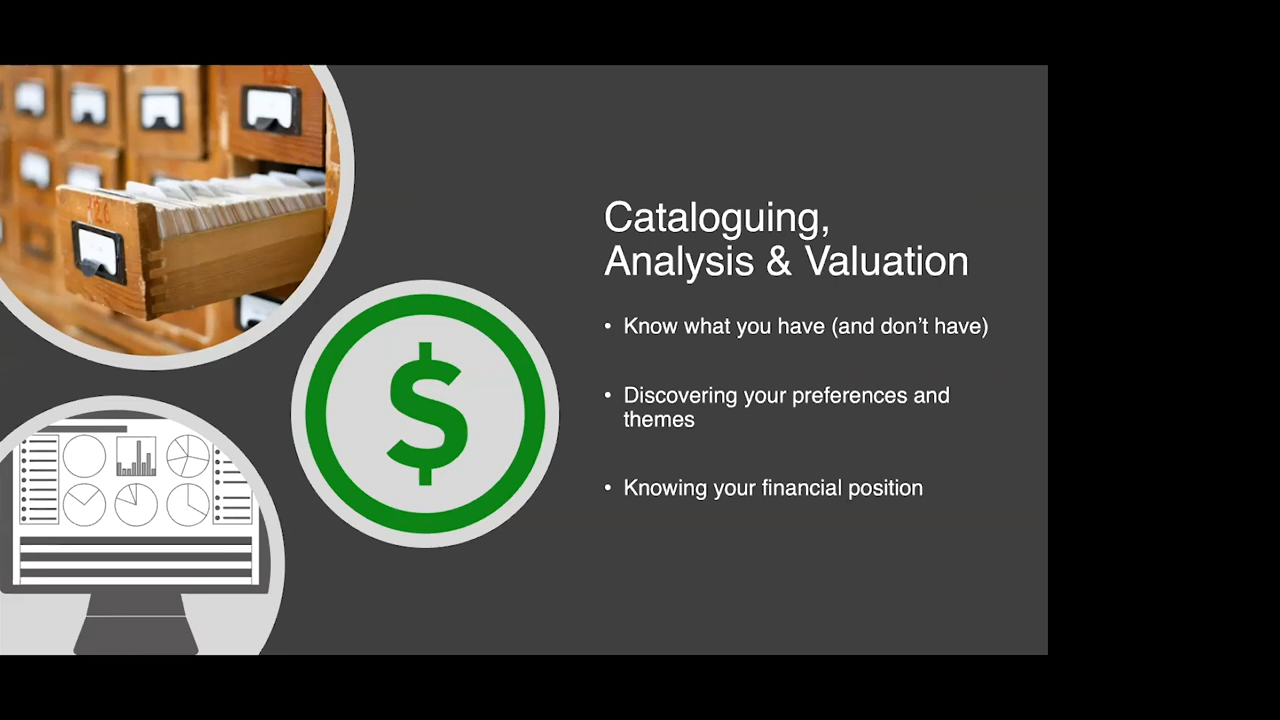 Cataloguing,
Analysis & Valuation
• Know what you have (and don’t have)
• Discovering your preferences and
themes
• Knowing your financial position